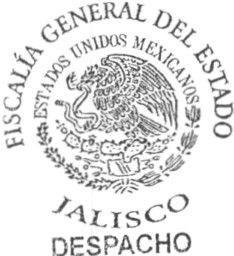 FISCALÍA GENERAL DEL ESTADO
ESTADOS UNIDOS MEXICANOS
JALISCO
DESPACHO